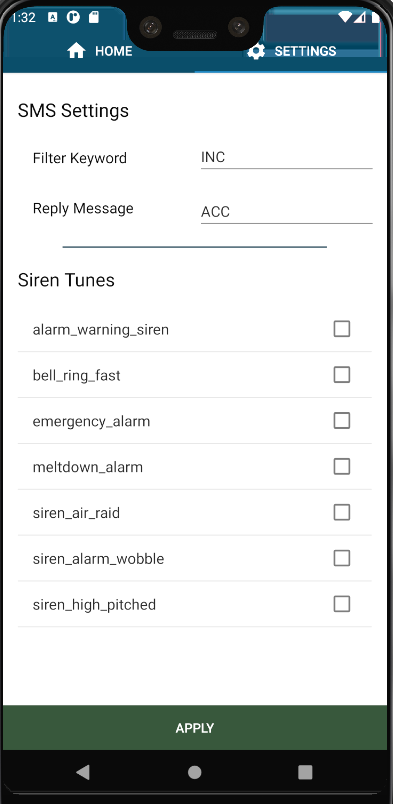 1:32
HOME
SETTINGS
SMS Settings
Filter Keyword
INC
Reply Message
ACC
Siren Tunes
alarm_warning_siren
bell_ring_fast
emergency_alarm
meltdown_alarm
siren_air_raid
siren_alarm_wobble
siren_high_pitched
APPLY